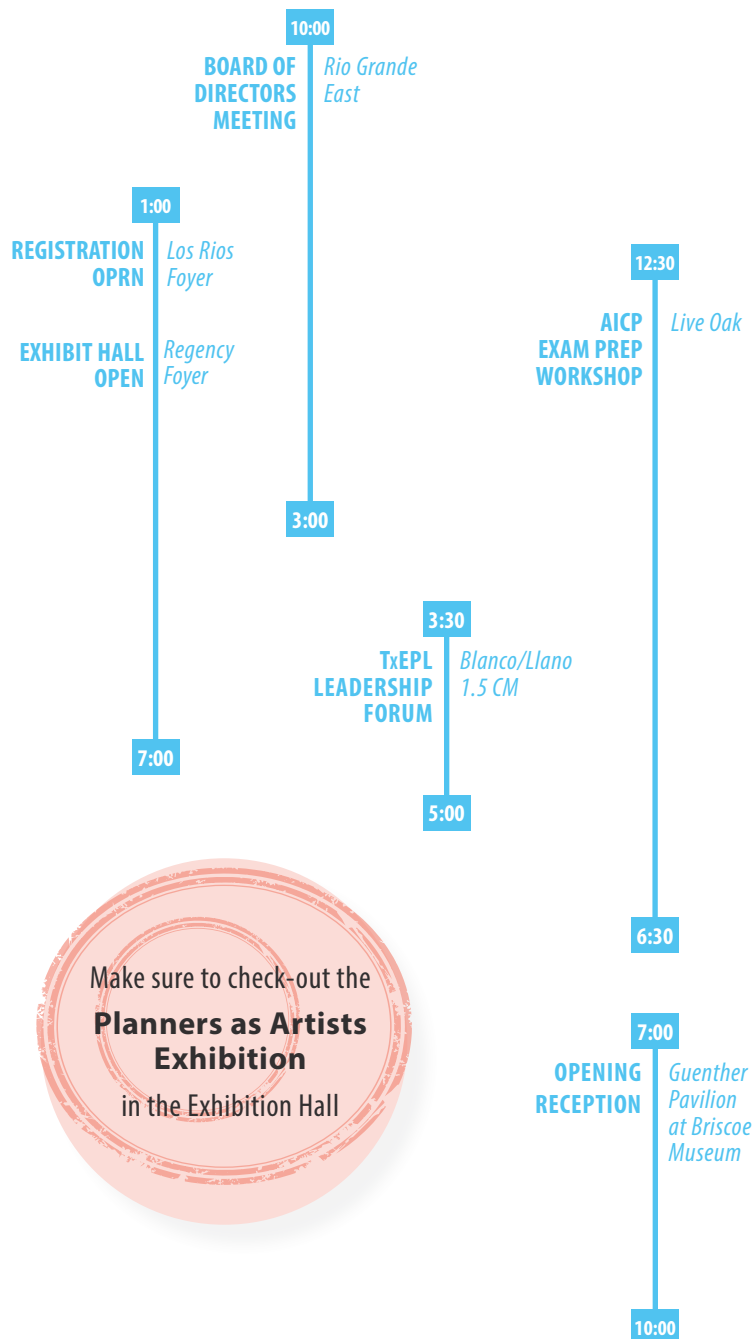 10:00
BOARD OF
DIRECTORS
MEETING
Rio Grande
East
3:00
1:00
REGISTRATION
OPRN
Los Rios
Foyer
EXHIBIT HALL
OPEN
Regency
Foyer
7:00
12:30
AICP
EXAM PREP
WORKSHOP
Live Oak
6:30
3:30
TxEPL
LEADERSHIP
FORUM
Blanco/Llano
1.5 CM
5:00
Make sure to check-out the
Planners as Artists
Exhibition
in the Exhibition Hall
7:00
OPENING
RECEPTION
Guenther
Pavilion
at Briscoe
Museum
10:00